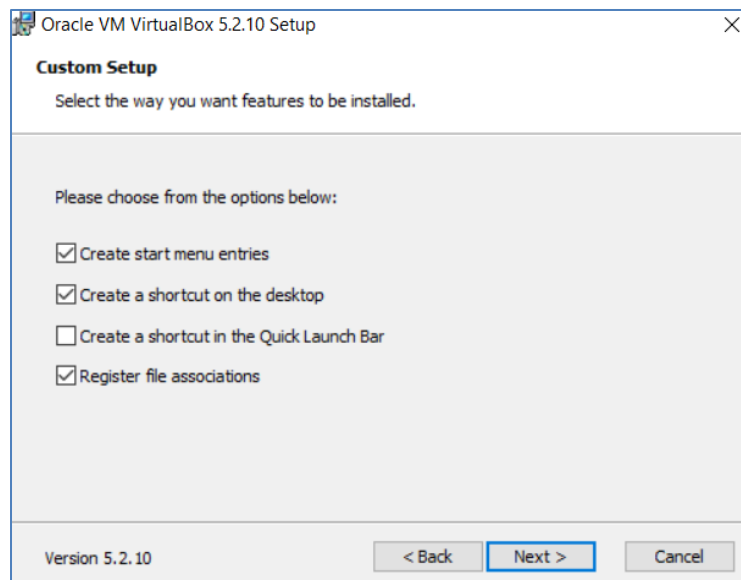 Oracle VM VirtualBox 5.2.10 Setup
Custom Setup
Select the way you want features to be installed.
Please choose from the options below:
Create start menu entries
Create a shortcut on the desktop
Create a shortcut in the Quick Launch Bar
Register file associations
Version 5.2.10
< Back
Next >
Cancel